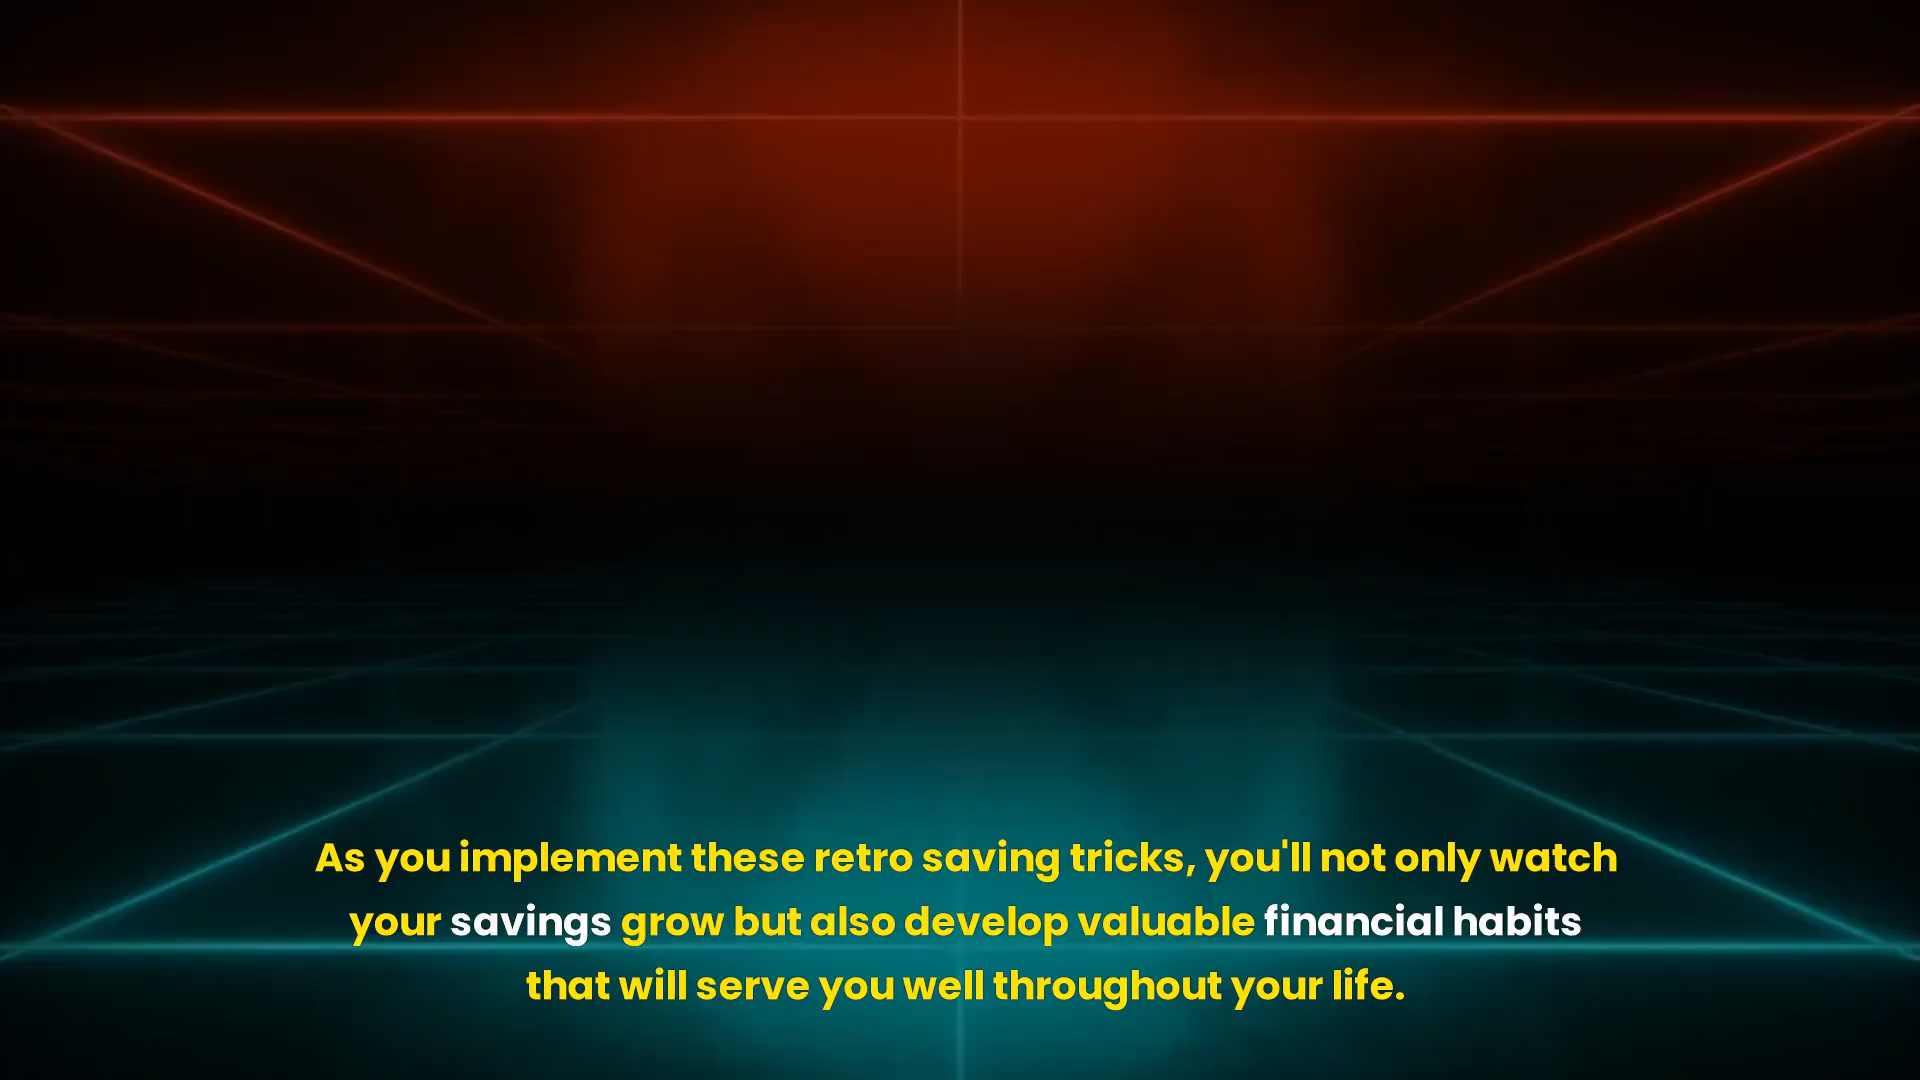 As you implement these retro saving tricks, you'll not only watch
your savings grow but also develop valuable financial habits
that will serve you well throughout your life.